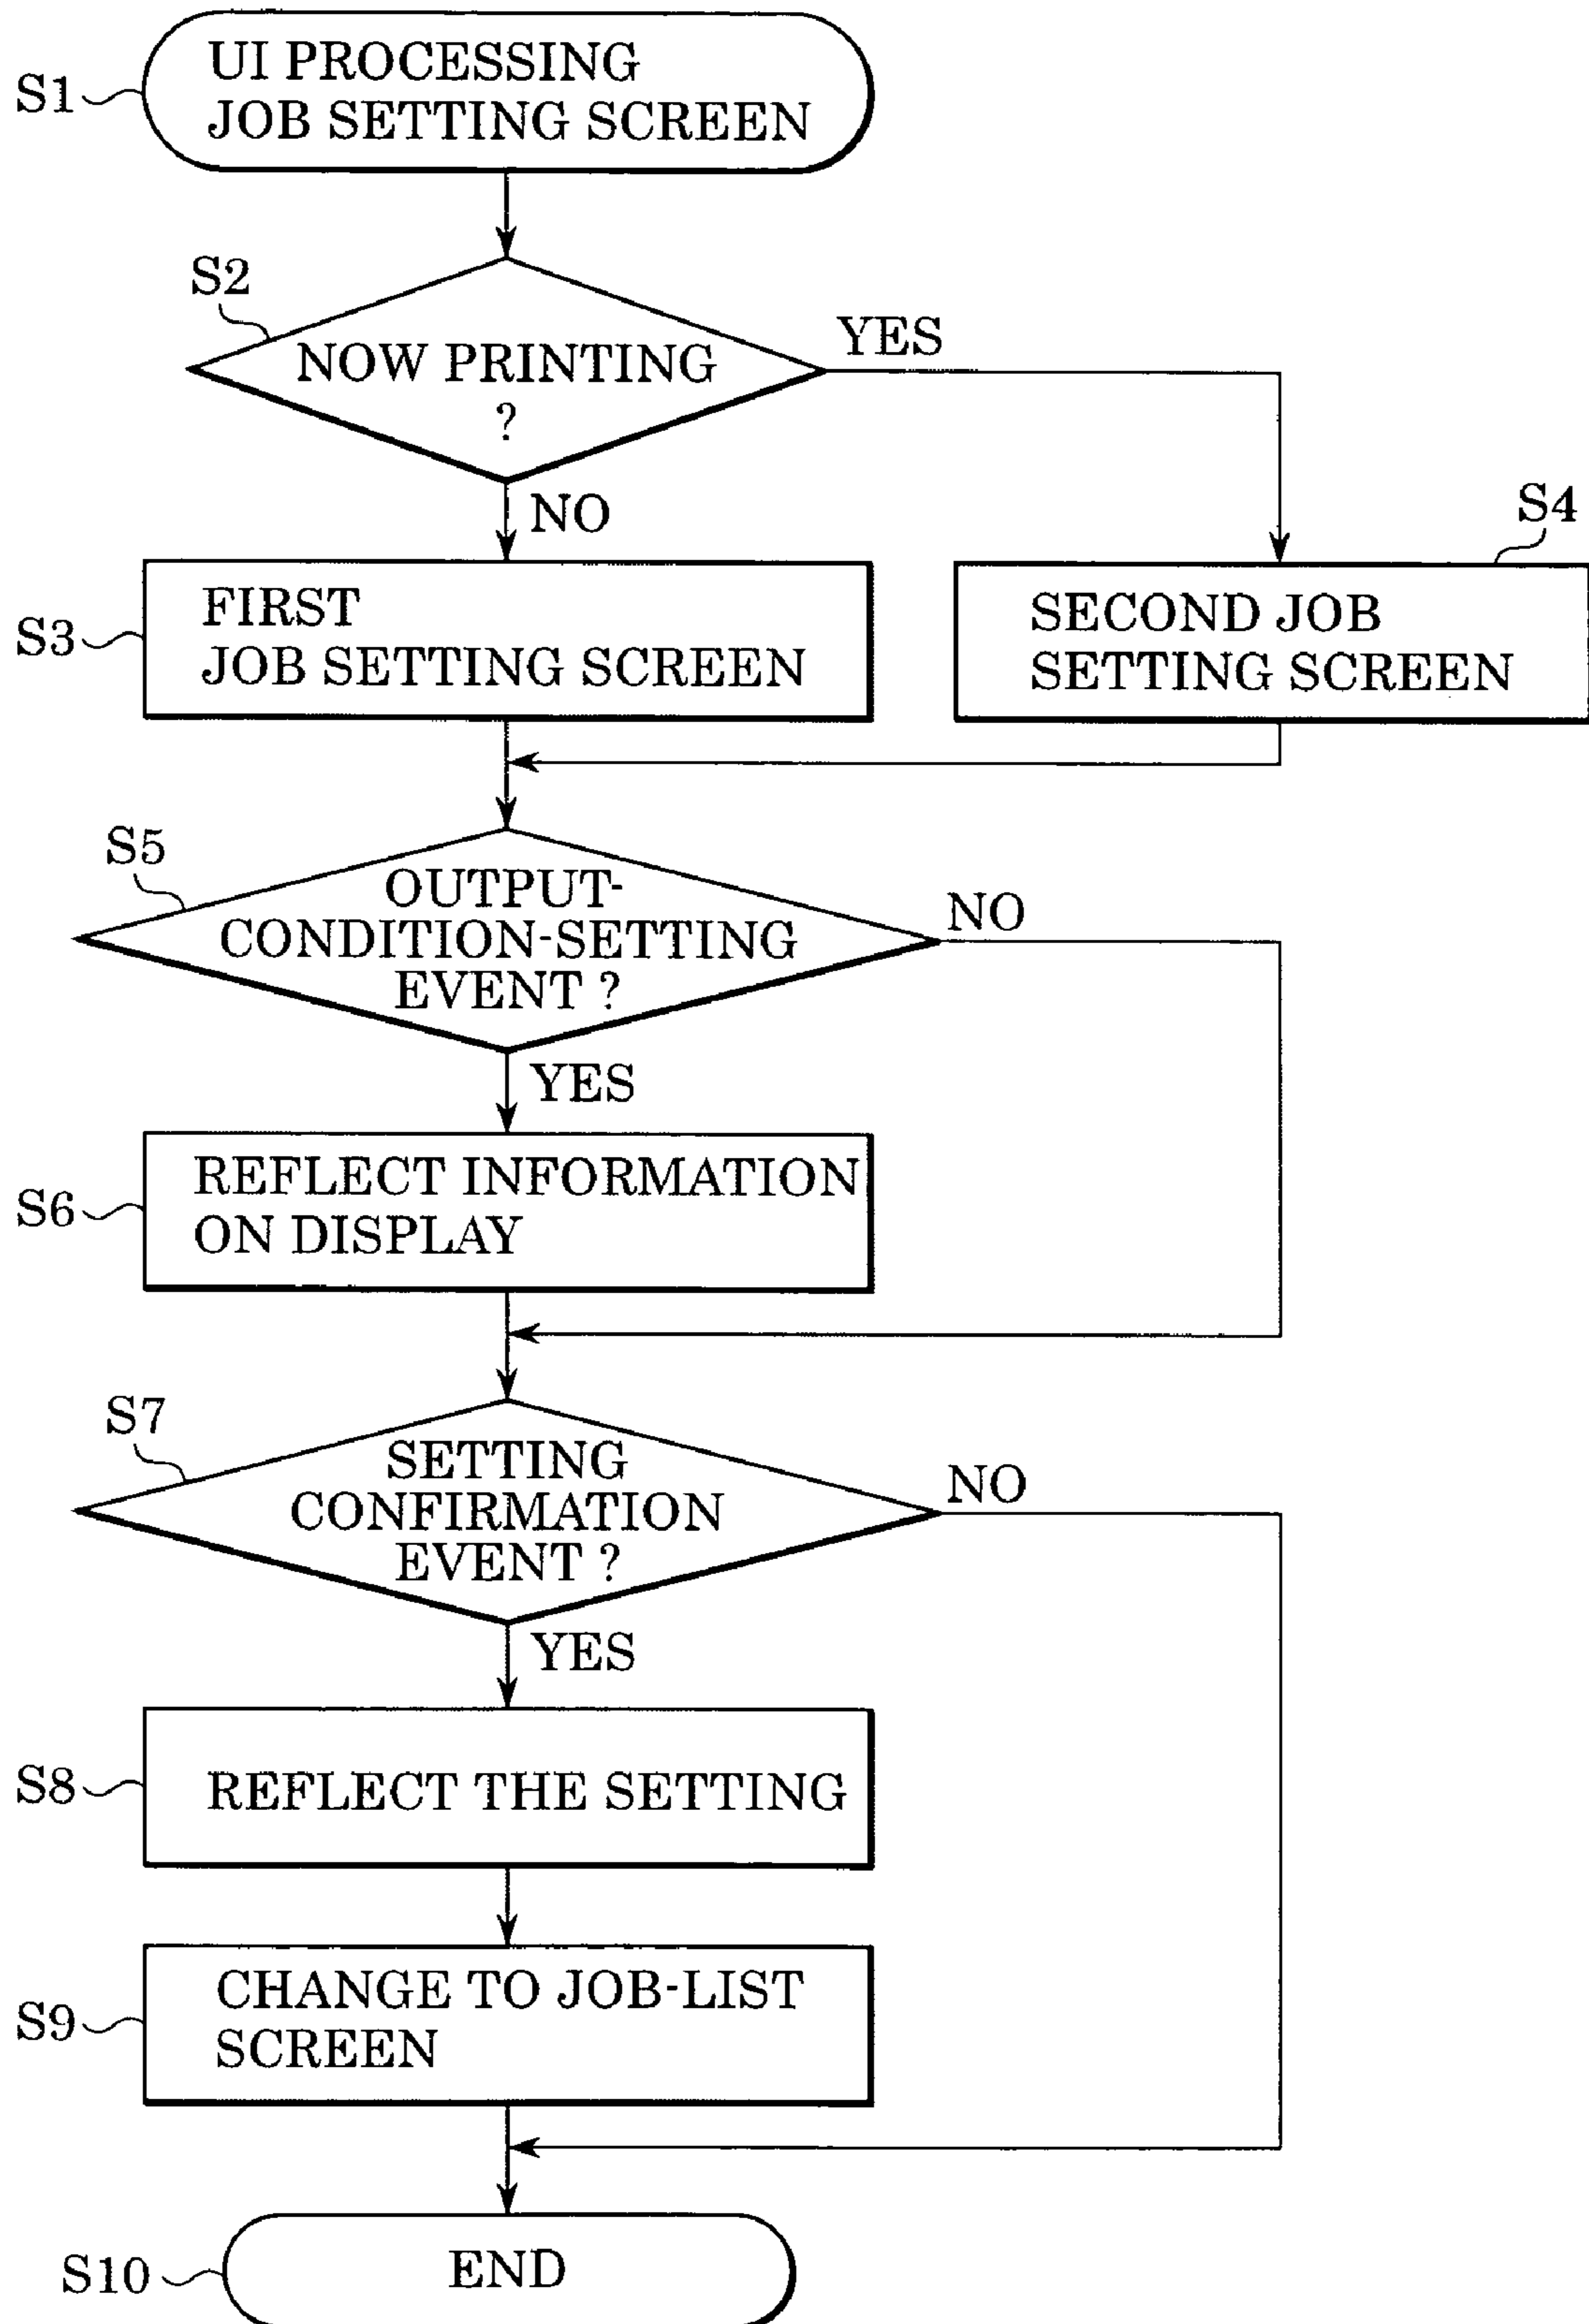 S1
UI PROCESSING
JOB SETTING SCREEN
S2
NOW PRINTING
?
YES
NO
S3
FIRST
JOB SETTING SCREEN
S4
SECOND JOB
SETTING SCREEN
S5
OUTPUT-
CONDITION-SETTING
EVENT ?
NO
YES
S6
REFLECT INFORMATION
ON DISPLAY
S7
SETTING
CONFIRMATION
EVENT ?
NO
YES
S8
REFLECT THE SETTING
S9
CHANGE TO JOB-LIST
SCREEN
S10
END